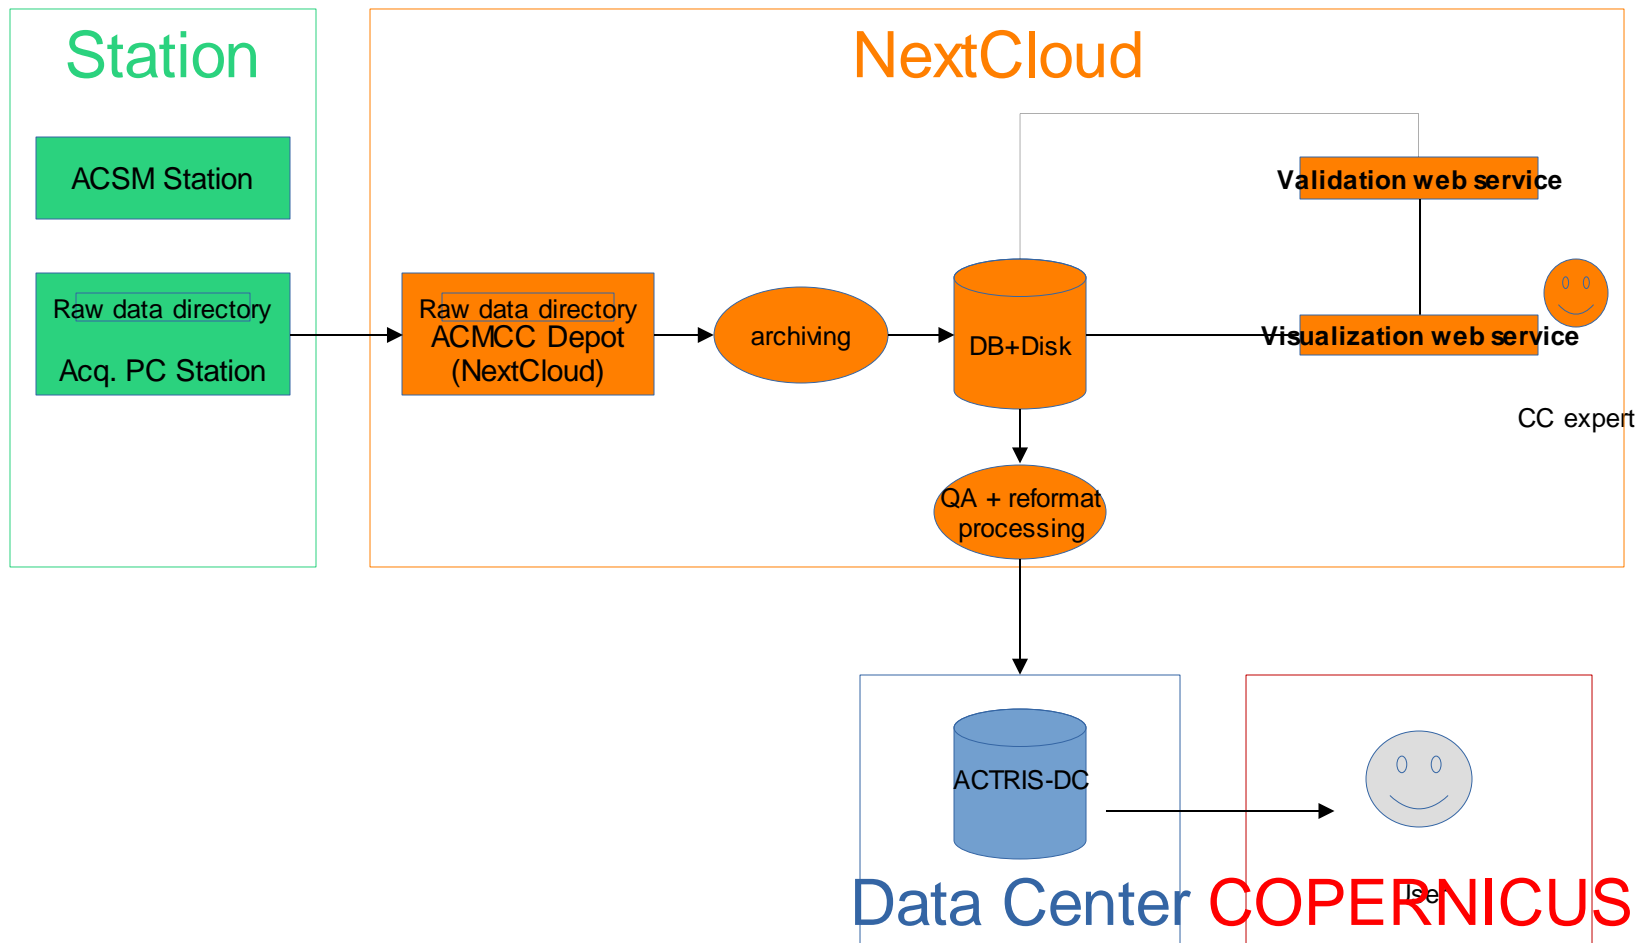 Station
NextCloud
ACSM Station
Validation web service
Raw data directory
Acq. PC Station
Raw data directory
ACMCC Depot
(NextCloud)
archiving
DB+Disk
Visualization web service
CC expert
QA + reformat
processing
ACTRIS-DC
Data Center
COPERNICUS